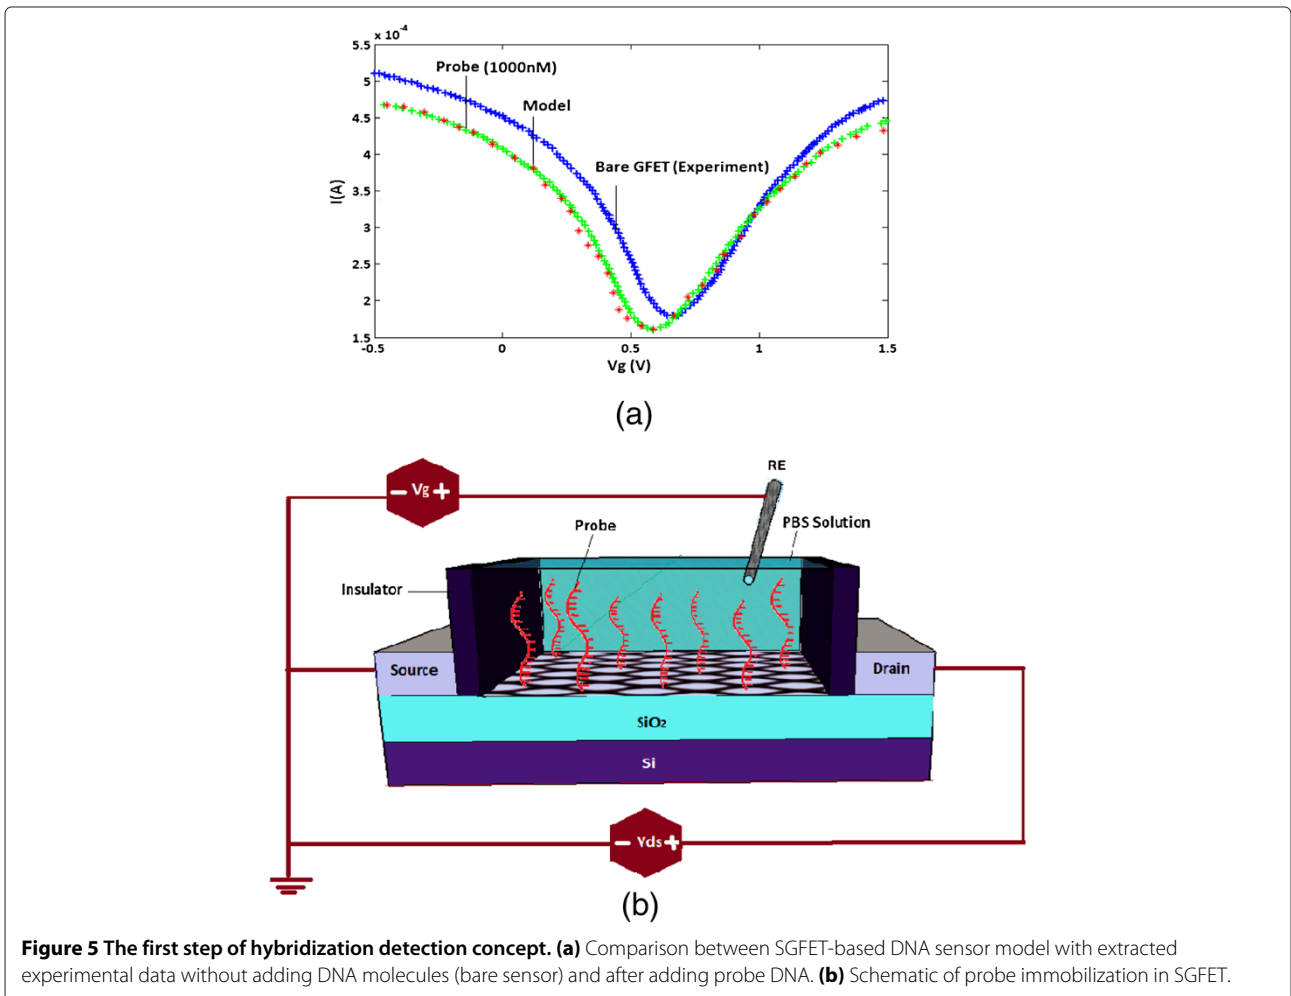 × 10⁻⁴
5.5
5
4.5
4
3.5
3
2.5
2
1.5
I(A)
Probe (1000nM)
Model
Bare GFET (Experiment)
-0.5 0 0.5 1 1.5
Vg (V)
(a)
RE
− Vg +
Probe
PBS Solution
Insulator
Source
Drain
SiO₂
Si
− Vds +
(b)
Figure 5 The first step of hybridization detection concept. (a) Comparison between SGFET-based DNA sensor model with extracted
experimental data without adding DNA molecules (bare sensor) and after adding probe DNA. (b) Schematic of probe immobilization in SGFET.